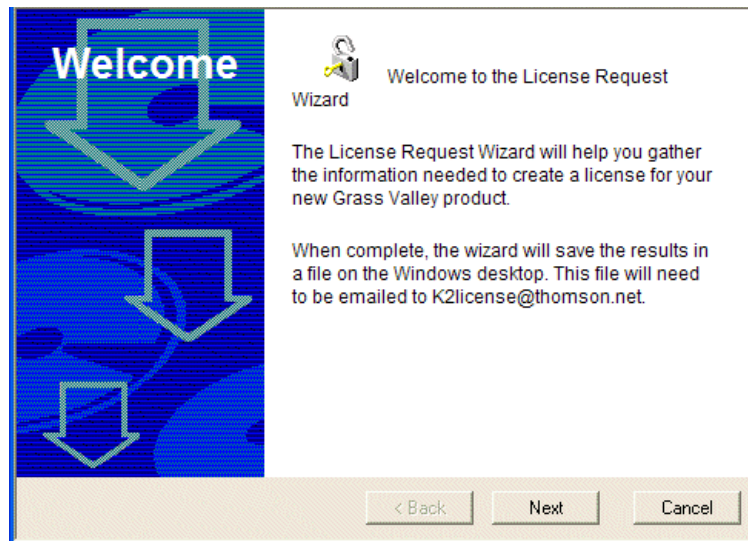 Welcome
Welcome to the License Request
Wizard
The License Request Wizard will help you gather
the information needed to create a license for your
new Grass Valley product.
When complete, the wizard will save the results in
a file on the Windows desktop. This file will need
to be emailed to K2license@thomson.net.
< Back
Next
Cancel